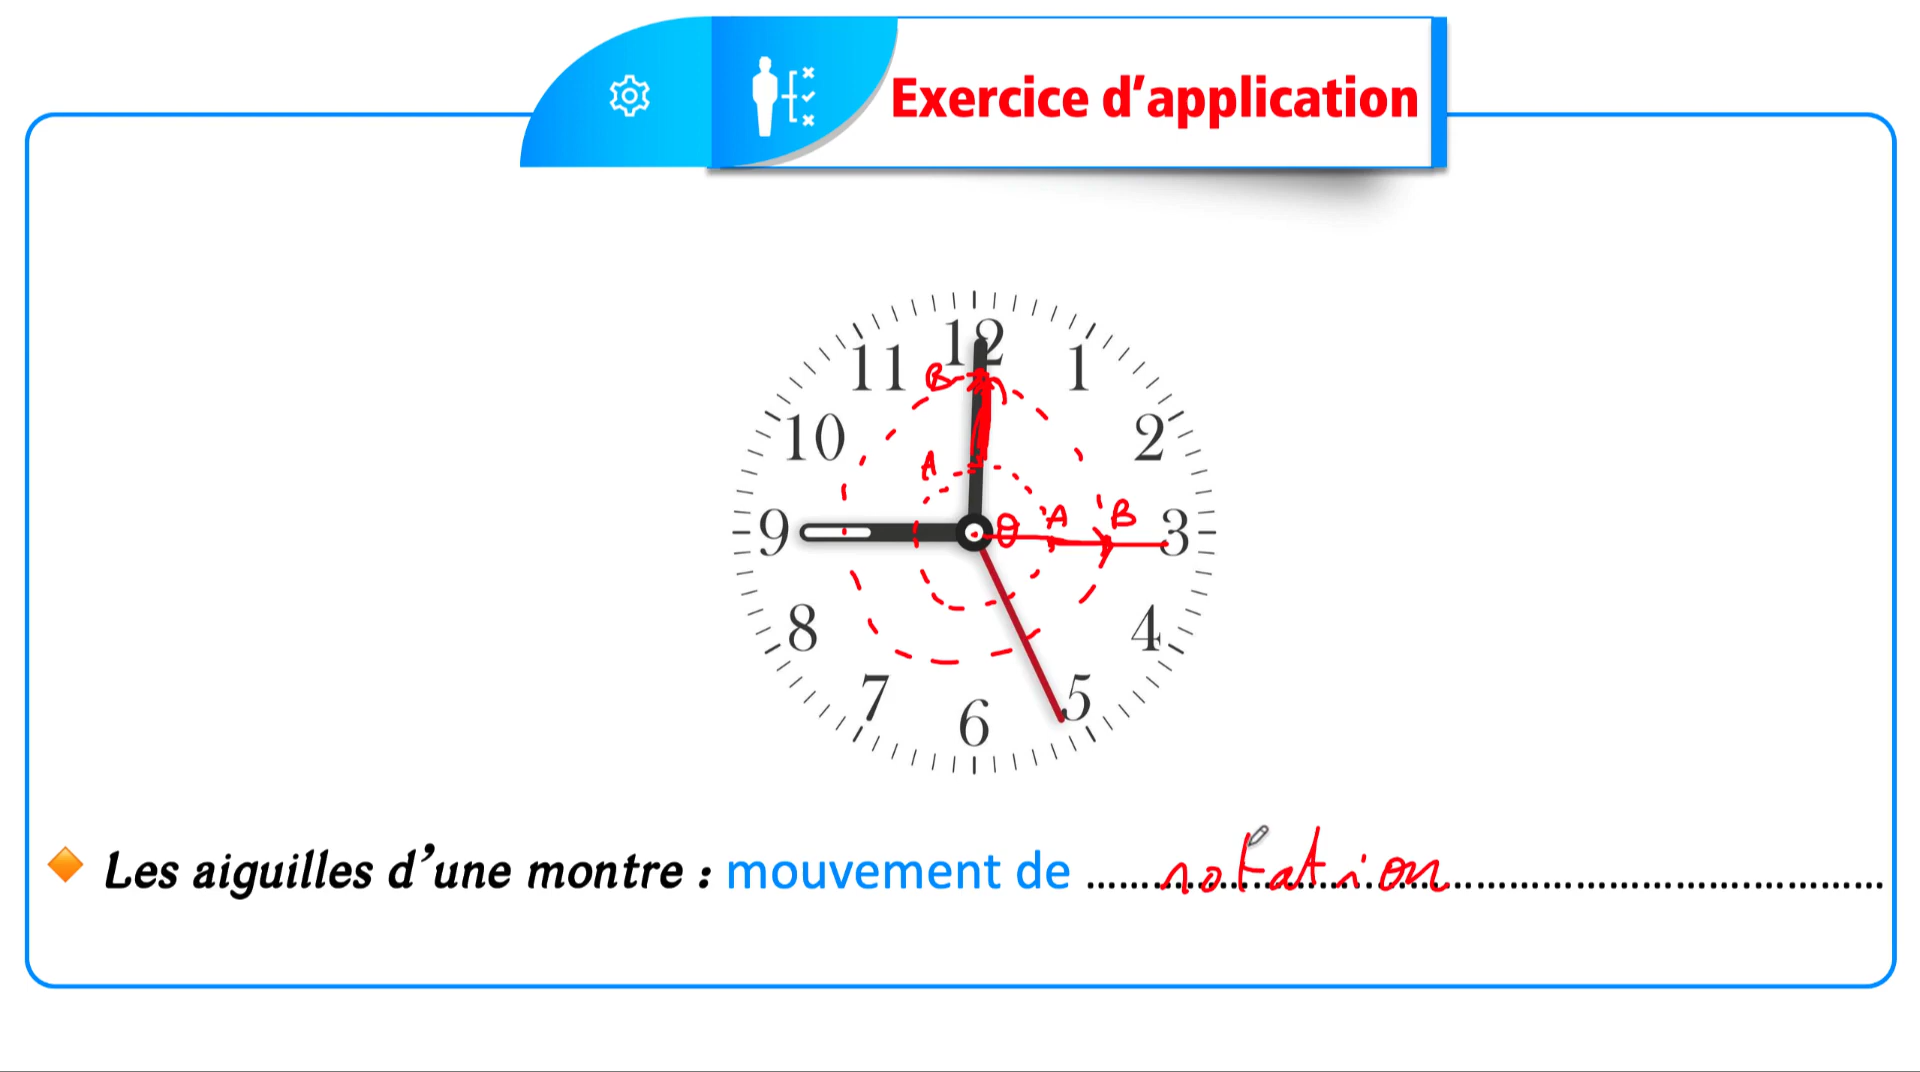 Exercice d'application
12
11
1
B
10
2
A
9
θ
A
B
3
8
4
7
5
6
Les aiguilles d'une montre : mouvement de ........rotation........